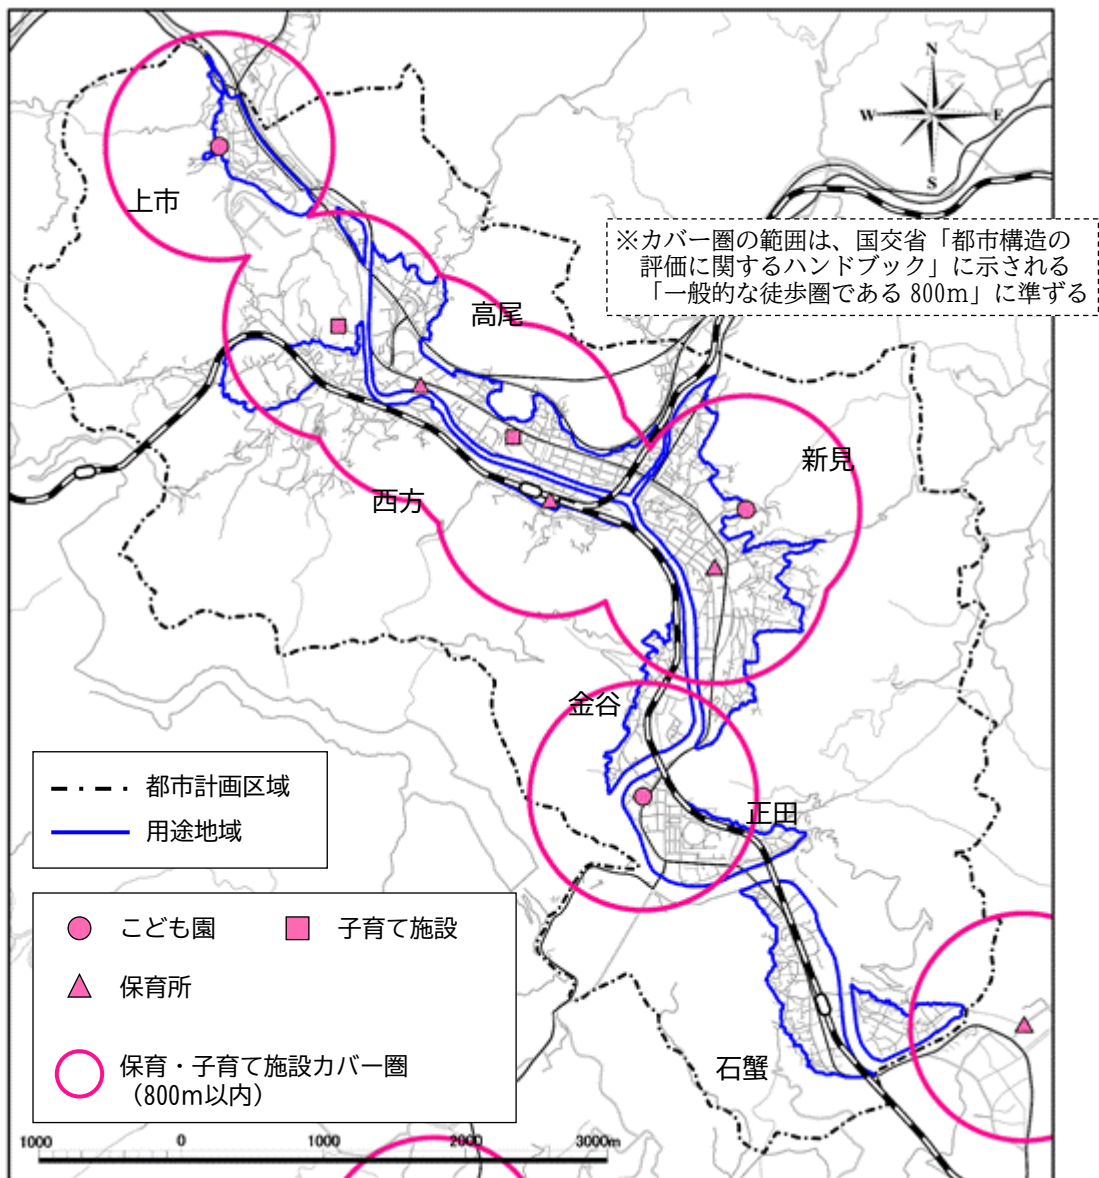 N
W E
S
上市
※カバー圏の範囲は、国交省「都市構造の
評価に関するハンドブック」に示される
「一般的な徒歩圏である 800m」に準ずる
高尾
新見
西方
金谷
正田
石蟹
都市計画区域
用途地域
こども園 子育て施設
保育所
保育・子育て施設カバー圏
（800m以内）
1000 0 1000 2000 3000m